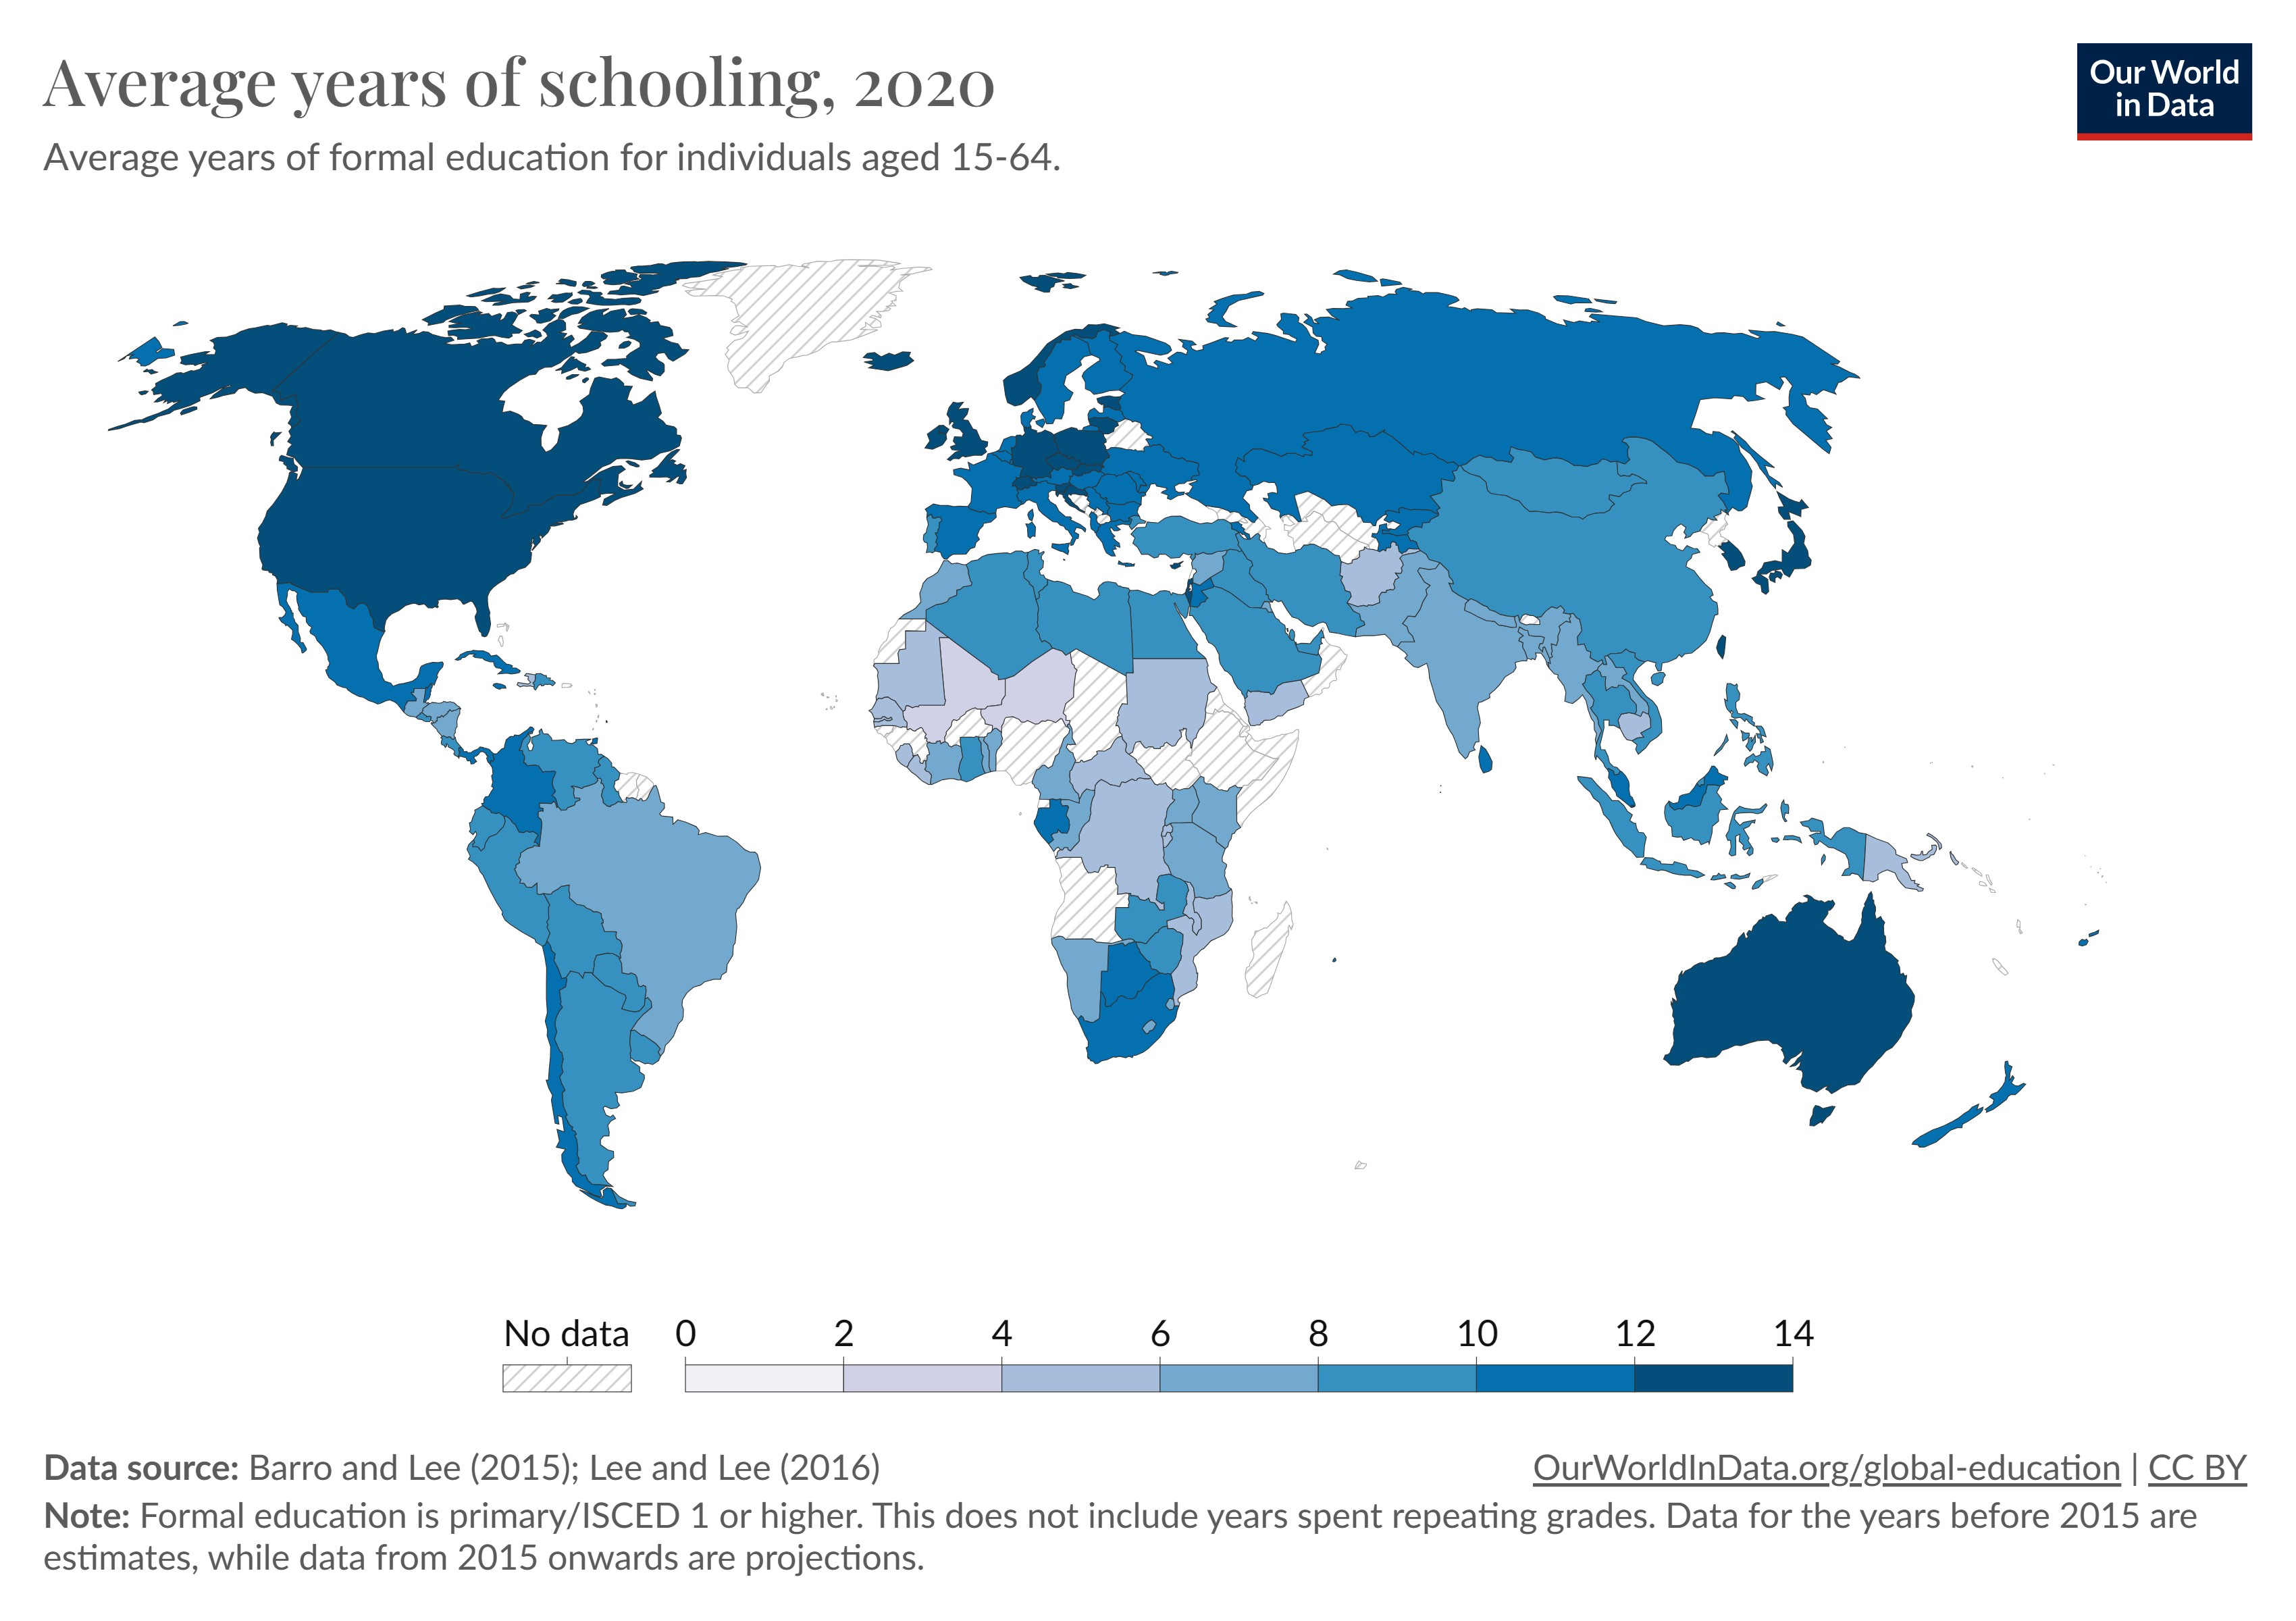 Average years of schooling, 2020
Our World
in Data
Average years of formal education for individuals aged 15-64.
No data 0 2 4 6 8 10 12 14
Data source: Barro and Lee (2015); Lee and Lee (2016)
OurWorldInData.org/global-education | CC BY
Note: Formal education is primary/ISCED 1 or higher. This does not include years spent repeating grades. Data for the years before 2015 are
estimates, while data from 2015 onwards are projections.